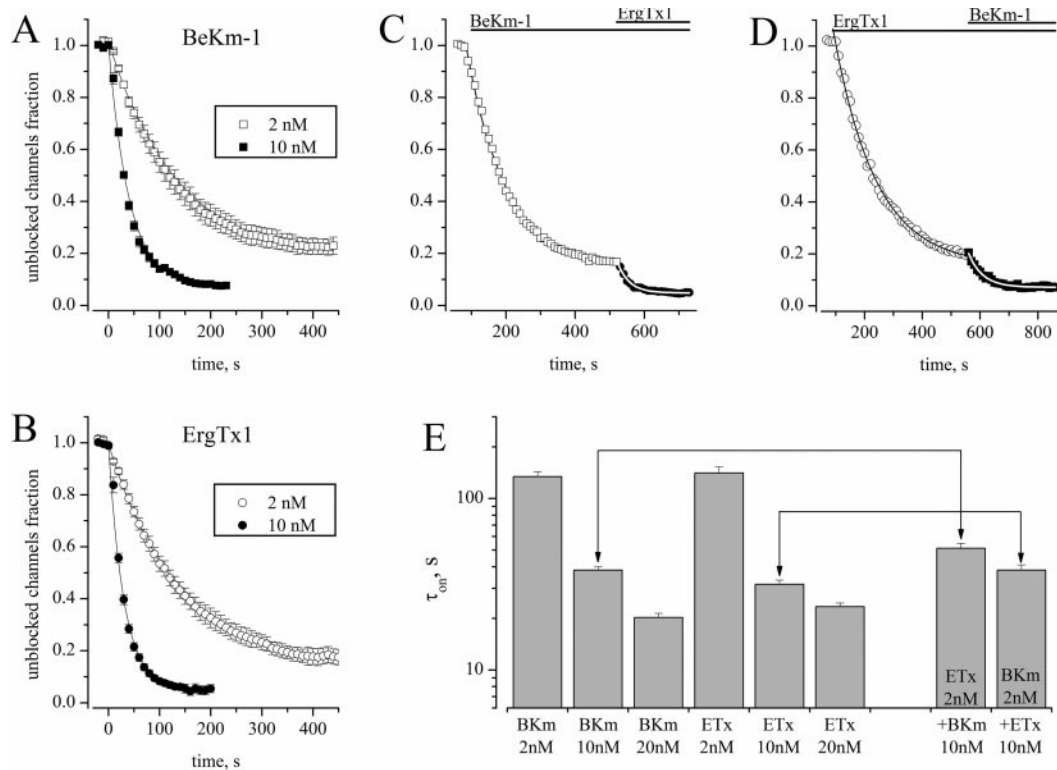 A
BeKm-1
unblocked channels fraction
1.0
0.8
0.6
0.4
0.2
0.0
2 nM
10 nM
0 100 200 300 400
time, s
C
BeKm-1
ErgTx1
1.0
0.8
0.6
0.4
0.2
0.0
200 400 600
time, s
D
ErgTx1
BeKm-1
1.0
0.8
0.6
0.4
0.2
0.0
200 400 600 800
time, s
B
ErgTx1
unblocked channels fraction
1.0
0.8
0.6
0.4
0.2
0.0
2 nM
10 nM
0 100 200 300 400
time, s
E
τon, s
100
10
ETx
2nM
BKm
2nM
BKm BKm BKm ETx ETx ETx +BKm +ETx
2nM 10nM 20nM 2nM 10nM 20nM 10nM 10nM